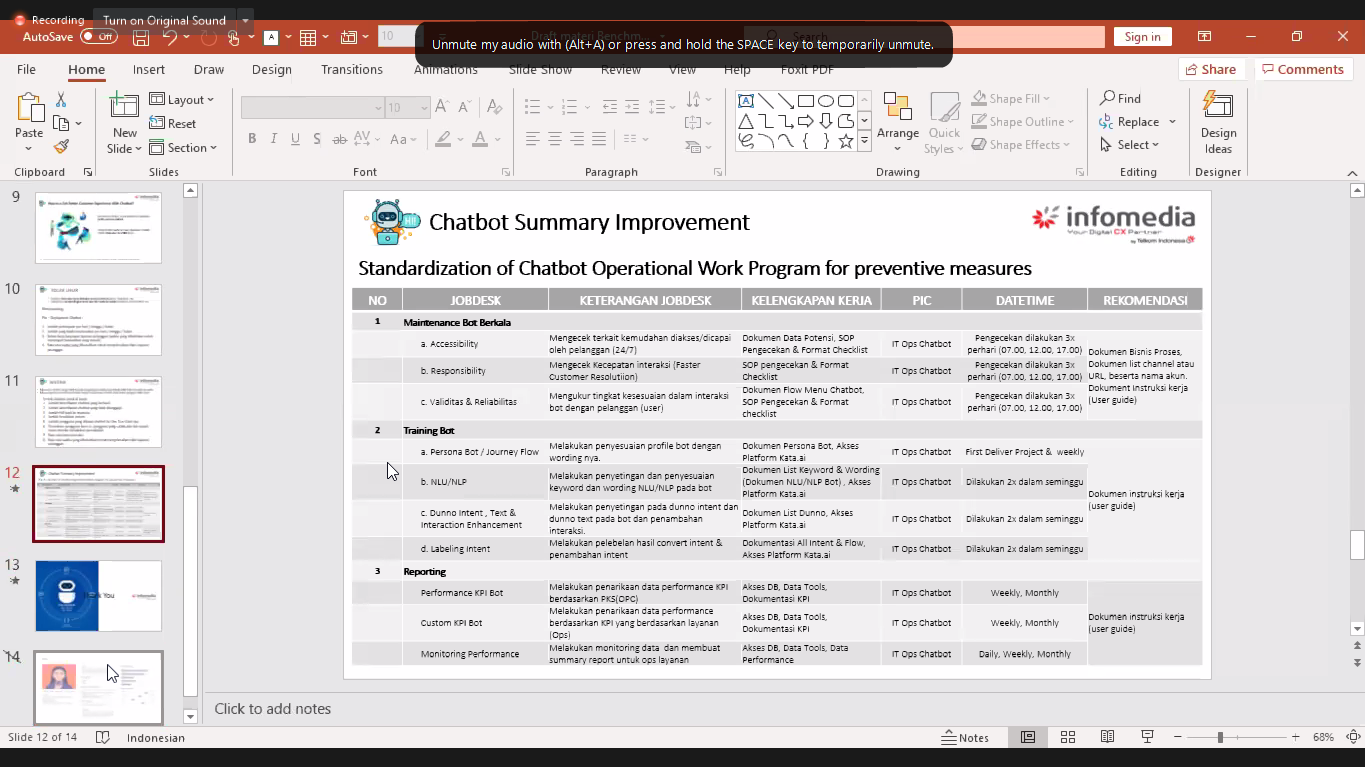 Recording
Turn on Original Sound
AutoSave Off
10
Search
Sign in
Unmute my audio with (Alt+A) or press and hold the SPACE key to temporarily unmute.
File Home Insert Draw Design Transitions Animations Slide Show Review View Help Foxit PDF
Share Comments
Paste
New Slide
Layout
Reset
Section
10
Arrange
Quick Styles
Shape Fill
Shape Outline
Shape Effects
Find
Replace
Select
Design Ideas
Clipboard Slides Font Paragraph Drawing Editing Designer
9
10
11
12
13
14
Chatbot Summary Improvement
infomedia
Your Digital CX Partner
by Telkom Indonesia
Standardization of Chatbot Operational Work Program for preventive measures
NO JOBDESK KETERANGAN JOBDESK KELENGKAPAN KERJA PIC DATETIME REKOMENDASI
1 Maintenance Bot Berkala
a. Accessibility
Mengecek terkait kemudahan diakses/dicapai
oleh pelanggan (24/7)
Dokumen Data Potensi, SOP
Pengecekan & Format Checklist
IT Ops Chatbot
Pengecekan dilakukan 3x
perhari (07.00, 12.00, 17.00)
b. Responsibility
Mengecek Kecepatan interaksi (Faster
Customer Resolutiion)
SOP pengecekan & Format
Checklist
IT Ops Chatbot
Pengecekan dilakukan 3x
perhari (07.00, 12.00, 17.00)
c. Validitas & Reliabilitas
Mengukur tingkat kesesuaian dalam interaksi
bot dengan pelanggan (user)
Dokumen Flow Menu Chatbot,
SOP Pengecekan & Format
checklist
IT Ops Chatbot
Pengecekan dilakukan 3x
perhari (07.00, 12.00, 17.00)
Dokumen Bisnis Proses,
Dokumen list channel atau
URL, beserta nama akun.
Dokument Instruksi kerja
(User guide)
2 Training Bot
a. Persona Bot / Journey Flow
Melakukan penyesuaian profile bot dengan
wording nya.
Dokumen Persona Bot, Akses
Platform Kata.ai
IT Ops Chatbot
First Deliver Project & weekly
b. NLU/NLP
Melakukan penyetingan dan penyesuaian
keyword dan wording NLU/NLP pada bot
Dokumen List Keyword & Wording
(Dokumen NLU/NLP Bot) , Akses
Platform Kata.ai
IT Ops Chatbot
Dilakukan 2x dalam seminggu
c. Dunno Intent , Text &
Interaction Enhancement
Melakukan penyetingan pada dunno intent dan
dunno text pada bot dan penambahan
interaksi.
Dokumen List Dunno, Akses
Platform Kata.ai
IT Ops Chatbot
Dilakukan 2x dalam seminggu
d. Labeling Intent
Melakukan pelebelan hasil convert intent &
penambahan intent
Dokumentasi All Intent & Flow,
Akses Platform Kata.ai
IT Ops Chatbot
Dilakukan 2x dalam seminggu
Dokumen instruksi kerja
(user guide)
3 Reporting
Performance KPI Bot
Melakukan penarikaan data performance KPI
berdasarkan PKS(OPC)
Akses DB, Data Tools,
Dokumentasi KPI
IT Ops Chatbot
Weekly, Monthly
Custom KPI Bot
Melakukan penarikaan data performance
berdasarkan KPI yang berdasarkan layanan
(Ops)
Akses DB, Data Tools,
Dokumentasi KPI
IT Ops Chatbot
Weekly, Monthly
Monitoring Performance
Melakukan monitoring data dan membuat
summary report untuk ops layanan
Akses DB, Data Tools, Data
Performance
IT Ops Chatbot
Daily, Weekly, Monthly
Dokumen instruksi kerja
(user guide)
Click to add notes
Slide 12 of 14
Indonesian
Notes
68%